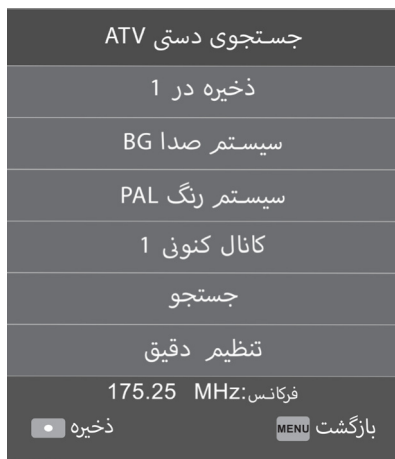 جستجوی دستی ATV
ذخیره در 1
سیستم صدا BG
سیستم رنگ PAL
کانال کنونی 1
جستجو
تنظیم دقیق
فرکانس:175.25 MHz
بازگشت MENU ذخیره